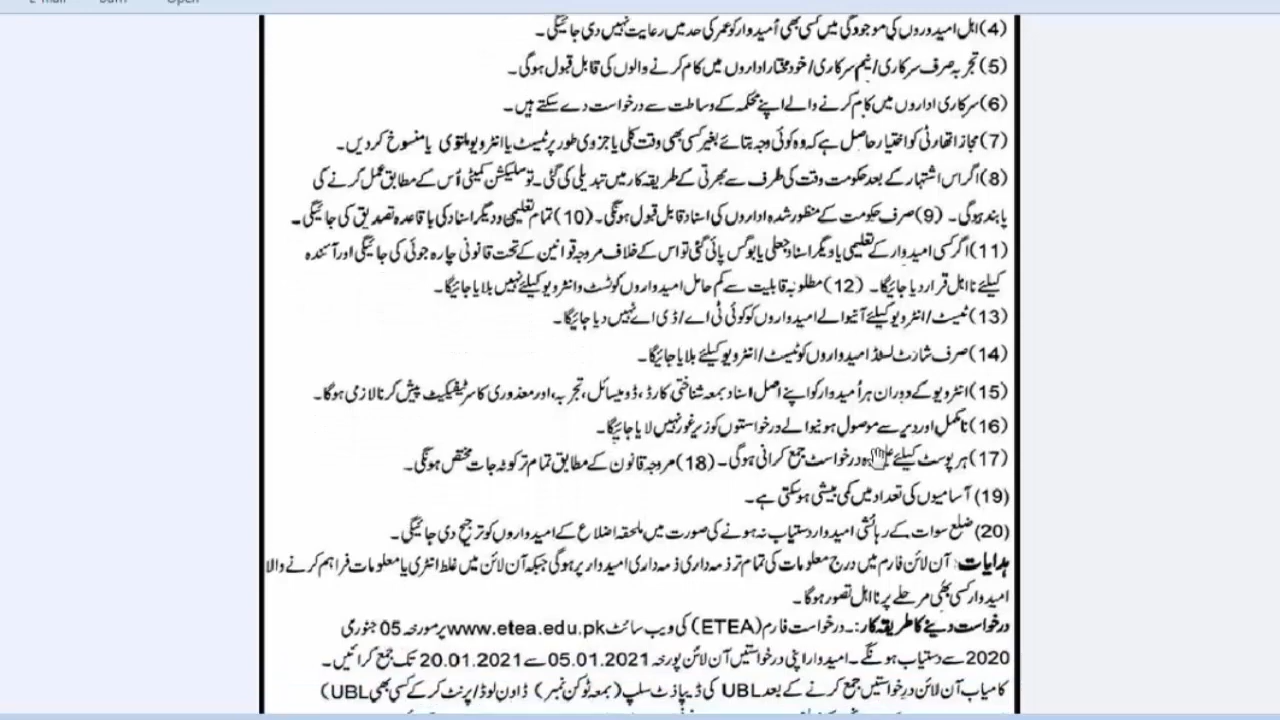 E-mail burn Open
(4) اہل امیدوروں کی موجودگی میں کسی بھی اُمیدوار کو عمر کی حد میں رعایت نہیں دی جائیگی۔
(5) تجربہ صرف سرکاری/نیم سرکاری/خودمختار اداروں میں کام کرنے والوں کی قابل قبول ہوگی۔
(6) سرکاری اداروں میں کام کرنے والے اپنے محکمہ کے وساطت سے درخواست دے سکتے ہیں۔
(7) مجاز اتھارٹی کو اختیار حاصل ہے کہ وہ کوئی وجہ بتائے بغیر کسی بھی وقت کلی یا جزوی طور پر ٹیسٹ یا انٹرویو ملتوی یا منسوخ کردیں۔
(8) اگر اس اشتہار کے بعد حکومت وقت کی طرف سے بھرتی کے طریقہ کار میں تبدیلی کی گئی۔ تو سلیکشن کمیٹی اُس کے مطابق عمل کرنے کی
پابند ہوگی۔ (9) صرف حکومت کے منظور شدہ اداروں کی اسناد قابل قبول ہونگی۔ (10) تمام تعلیمی ودیگر اسناد کی باقاعدہ تصدیق کی جائیگی۔
(11) اگر کسی امیدوار کے تعلیمی یا دیگر اسناد جعلی یا بوگس پائی گئی تو اس کے خلاف مروجہ قوانین کے تحت قانونی چارہ جوئی کی جائیگی اور آئندہ
کیلئے نااہل قرار دیا جائیگا۔ (12) مطلوبہ قابلیت سے کم حامل امیدواروں کو ٹسٹ و انٹرویو کیلئے نہیں بلایا جائیگا۔
(13) ٹیسٹ/انٹرویو کیلئے آنیوالے امیدواروں کو کوئی ٹی اے/ڈی اے نہیں دیا جائیگا۔
(14) صرف شارٹ لسٹڈ امیدواروں کو ٹیسٹ/انٹرویو کیلئے بلایا جائیگا۔
(15) انٹرویو کے دوران ہر اُمیدوار کو اپنے اصل اسناد بمعہ شناختی کارڈ، ڈومیسائل، تجربہ، اور معذوری کا سرٹیفیکیٹ پیش کرنا لازمی ہوگا۔
(16) نامکمل اور دیر سے موصول ہونیوالے درخواستوں کو زیر غور نہیں لایا جائیگا۔
(17) ہر پوسٹ کیلئے درخواست جمع کرانی ہوگی۔ (18) مروجہ قانون کے مطابق تمام تر کوٹہ جات مختص ہونگی۔
(19) آسامیوں کی تعداد میں کمی بیشی ہوسکتی ہے۔
(20) ضلع سوات کے رہائشی امیدوار دستیاب نہ ہونے کی صورت میں ملحقہ اضلاع کے امیدواروں کو ترجیح دی جائیگی۔
ہدایات: آن لائن فارم میں درج معلومات کی تمام تر ذمہ داری ذمہ داری امیدوار پر ہوگی جبکہ آن لائن میں غلط انٹری یا معلومات فراہم کرنے والا
امیدوار کسی بھی مرحلے پر نااہل تصور ہوگا۔
درخواست دینے کا طریقہ کار:۔ درخواست فارم (ETEA) کی ویب سائٹ www.etea.edu.pk پر مورخہ 05 جنوری
2020 سے دستیاب ہونگے۔ امیدوار اپنی درخواستیں آن لائن پورخہ 05.01.2021 سے 20.01.2021 تک جمع کرائیں۔
کامیاب آن لائن درخواستیں جمع کرنے کے بعد UBL کی ڈیپازٹ سلپ (بمعہ ٹوکن نمبر) ڈاون لوڈ/پرنٹ کر کے کسی بھی UBL)